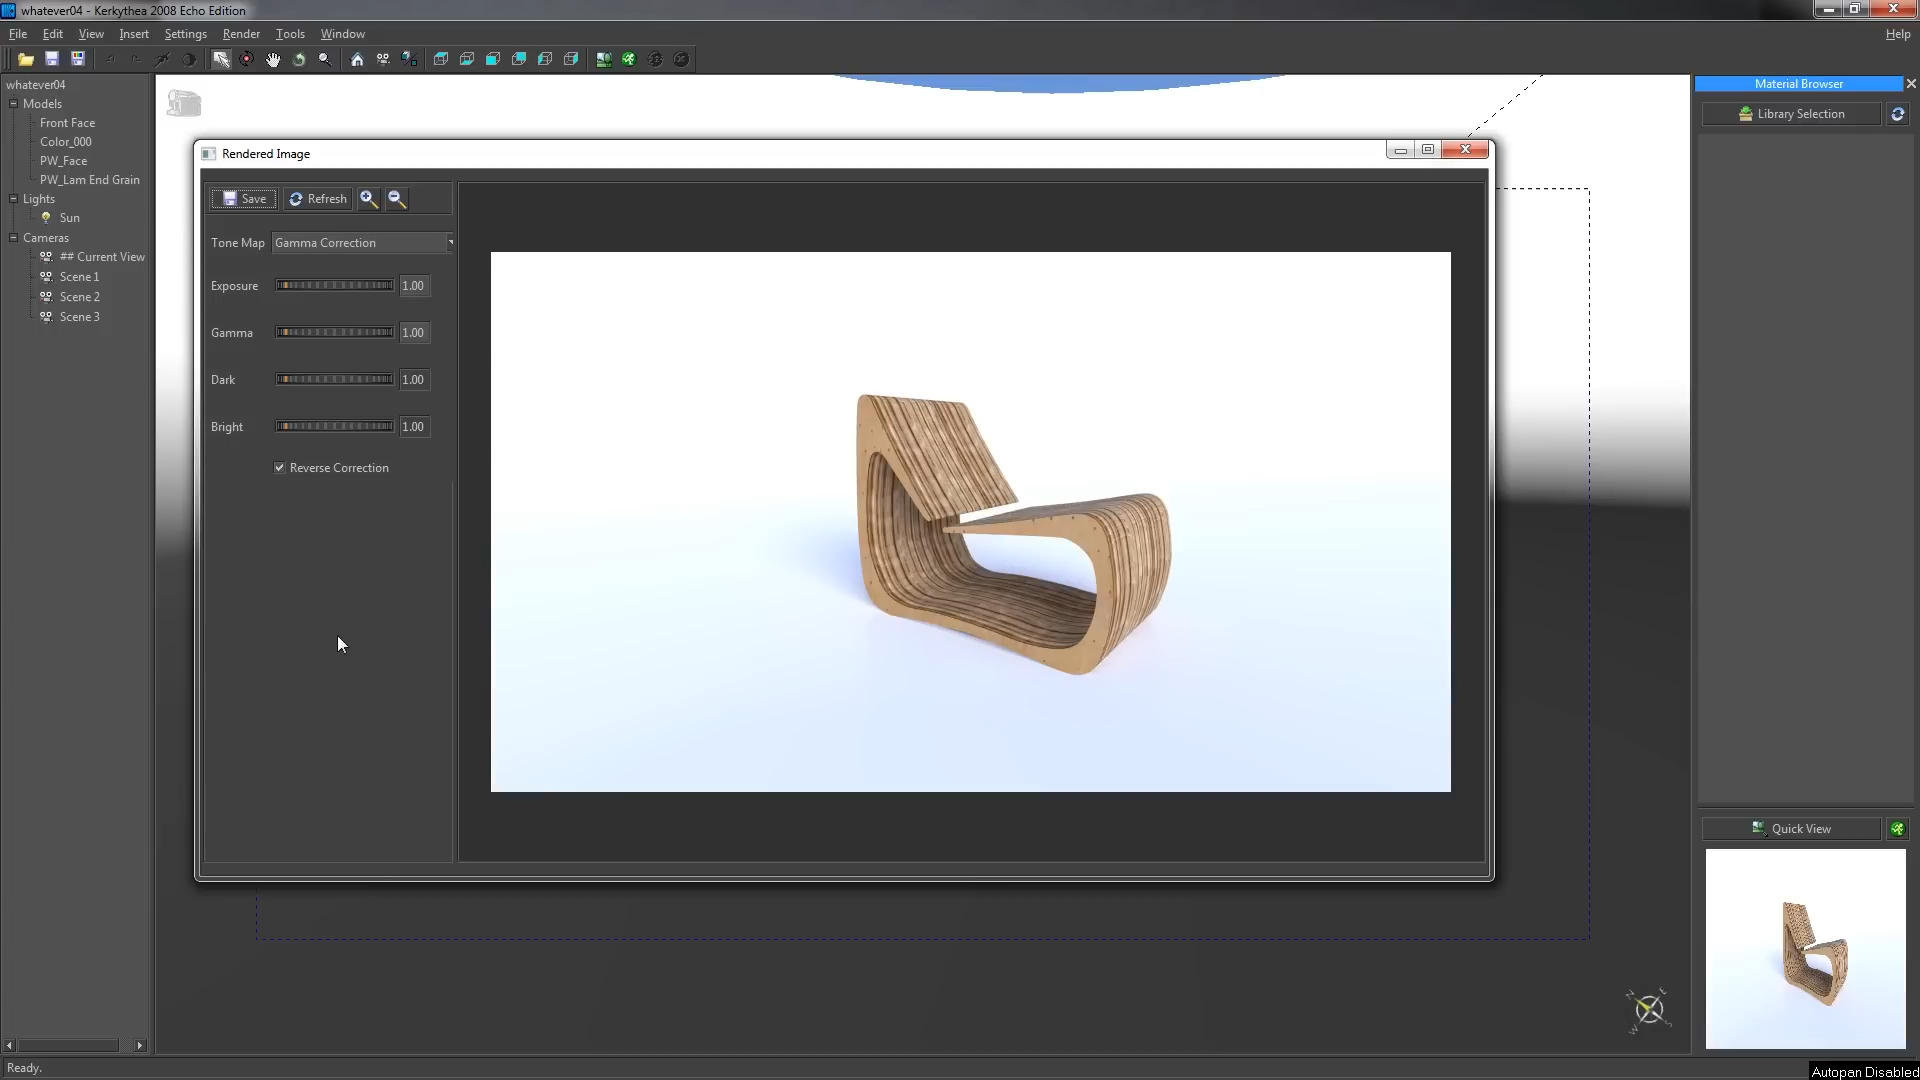 whatever04 - Kerkythea 2008 Echo Edition
File Edit View Insert Settings Render Tools Window Help
whatever04
Models
Front Face
Color_000
PW_Face
PW_Lam End Grain
Lights
Sun
Cameras
## Current View
Scene 1
Scene 2
Scene 3
Rendered Image
Save Refresh
Tone Map Gamma Correction
Exposure 1.00
Gamma 1.00
Dark 1.00
Bright 1.00
Reverse Correction
Material Browser
Library Selection
Quick View
N E
W S
Ready.
Autopan Disabled